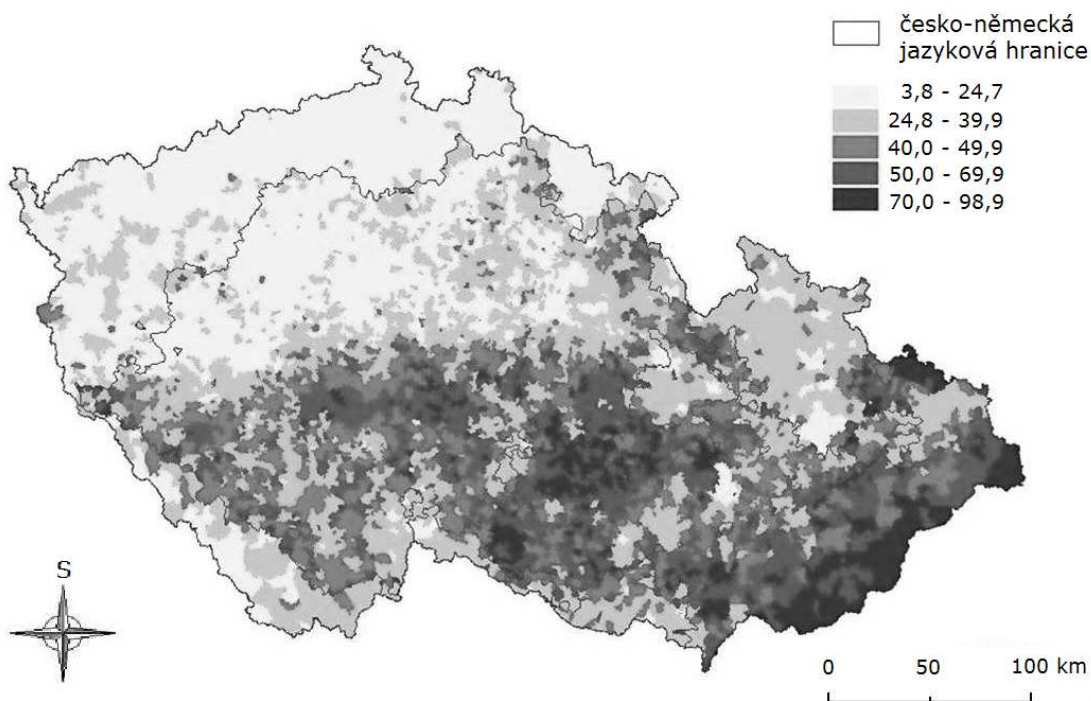 česko-německá
jazyková hranice
3,8 - 24,7
24,8 - 39,9
40,0 - 49,9
50,0 - 69,9
70,0 - 98,9
S
0 50 100 km